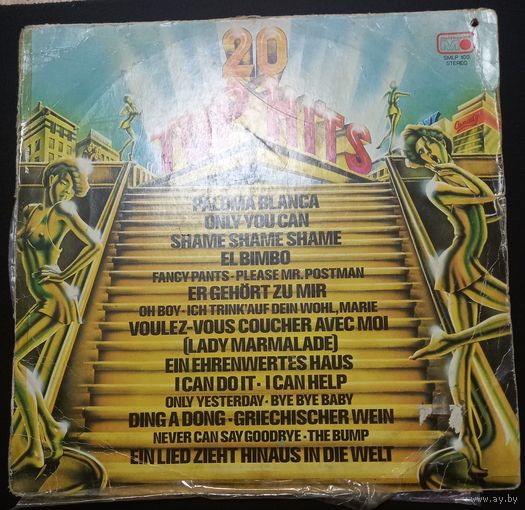 20
TOP HITS
SMLP 100
STEREO
PALOMA BLANCA
ONLY YOU CAN
SHAME SHAME SHAME
EL BIMBO
FANCY PANTS · PLEASE MR. POSTMAN
ER GEHÖRT ZU MIR
OH BOY · ICH TRINK' AUF DEIN WOHL, MARIE
VOULEZ-VOUS COUCHER AVEC MOI
(LADY MARMALADE)
EIN EHRENWERTES HAUS
I CAN DO IT · I CAN HELP
ONLY YESTERDAY · BYE BYE BABY
DING A DONG · GRIECHISCHER WEIN
NEVER CAN SAY GOODBYE · THE BUMP
EIN LIED ZIEHT HINAUS IN DIE WELT
www.ay.by